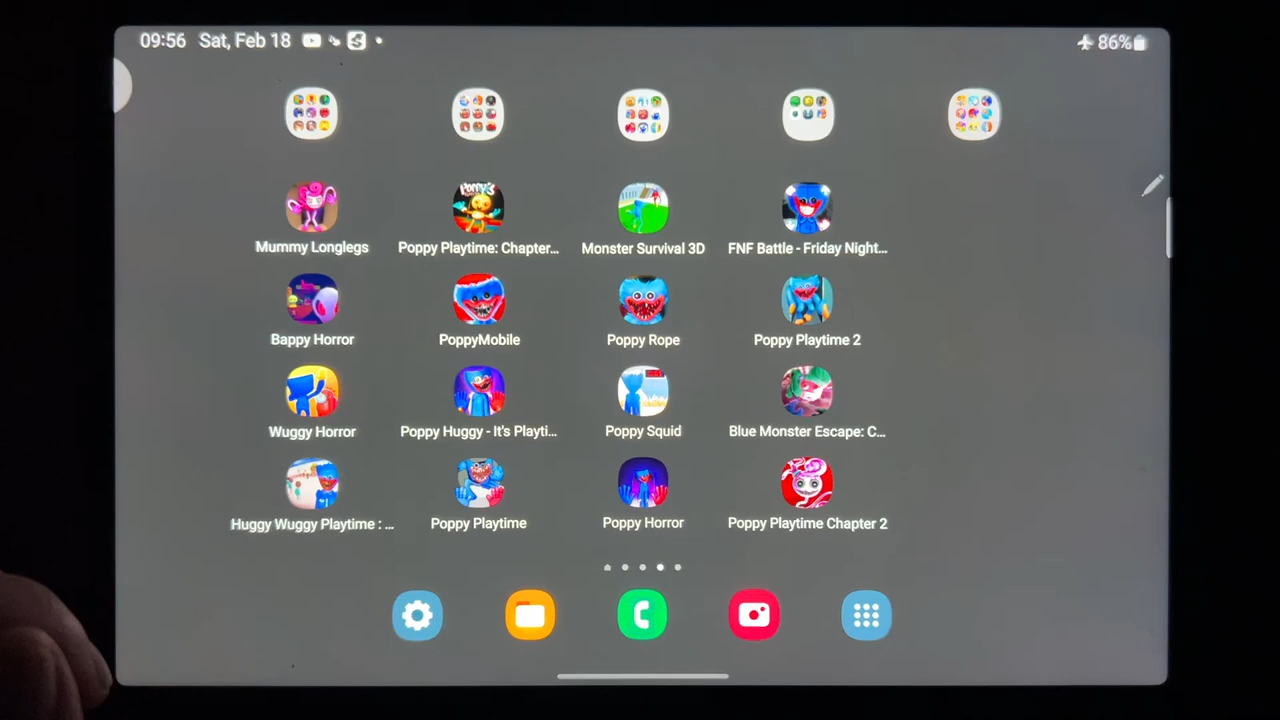 09:56 Sat, Feb 18
86%
Mummy Longlegs
Poppy Playtime: Chapter...
Monster Survival 3D
FNF Battle - Friday Night...
Bappy Horror
PoppyMobile
Poppy Rope
Poppy Playtime 2
Wuggy Horror
Poppy Huggy - It's Playti...
Poppy Squid
Blue Monster Escape: C...
Huggy Wuggy Playtime : ...
Poppy Playtime
Poppy Horror
Poppy Playtime Chapter 2